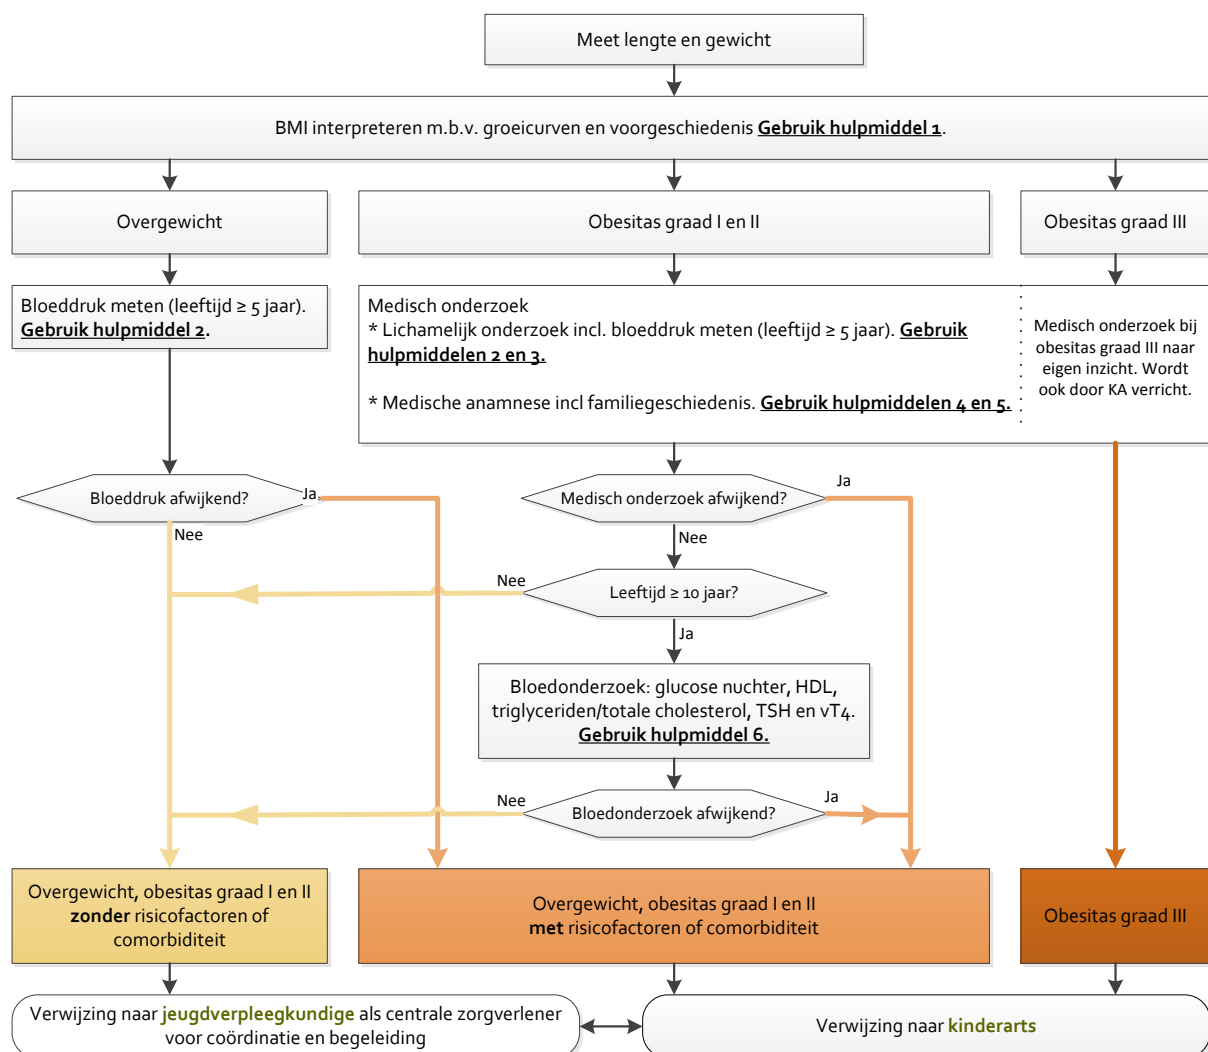 Meet lengte en gewicht
BMI interpreteren m.b.v. groeicurven en voorgeschiedenis Gebruik hulpmiddel 1.
Overgewicht
Obesitas graad I en II
Obesitas graad III
Bloeddruk meten (leeftijd ≥ 5 jaar).
Gebruik hulpmiddel 2.
Medisch onderzoek
* Lichamelijk onderzoek incl. bloeddruk meten (leeftijd ≥ 5 jaar). Gebruik
hulpmiddelen 2 en 3.
* Medische anamnese incl familiegeschiedenis. Gebruik hulpmiddelen 4 en 5.
Medisch onderzoek bij
obesitas graad III naar
eigen inzicht. Wordt
ook door KA verricht.
Bloeddruk afwijkend?
Ja
Nee
Medisch onderzoek afwijkend?
Ja
Nee
Leeftijd ≥ 10 jaar?
Nee
Ja
Bloedonderzoek: glucose nuchter, HDL,
triglyceriden/totale cholesterol, TSH en vT4.
Gebruik hulpmiddel 6.
Bloedonderzoek afwijkend?
Nee
Ja
Overgewicht, obesitas graad I en II
zonder risicofactoren of
comorbiditeit
Overgewicht, obesitas graad I en II
met risicofactoren of comorbiditeit
Obesitas graad III
Verwijzing naar jeugdverpleegkundige als centrale zorgverlener
voor coördinatie en begeleiding
Verwijzing naar kinderarts